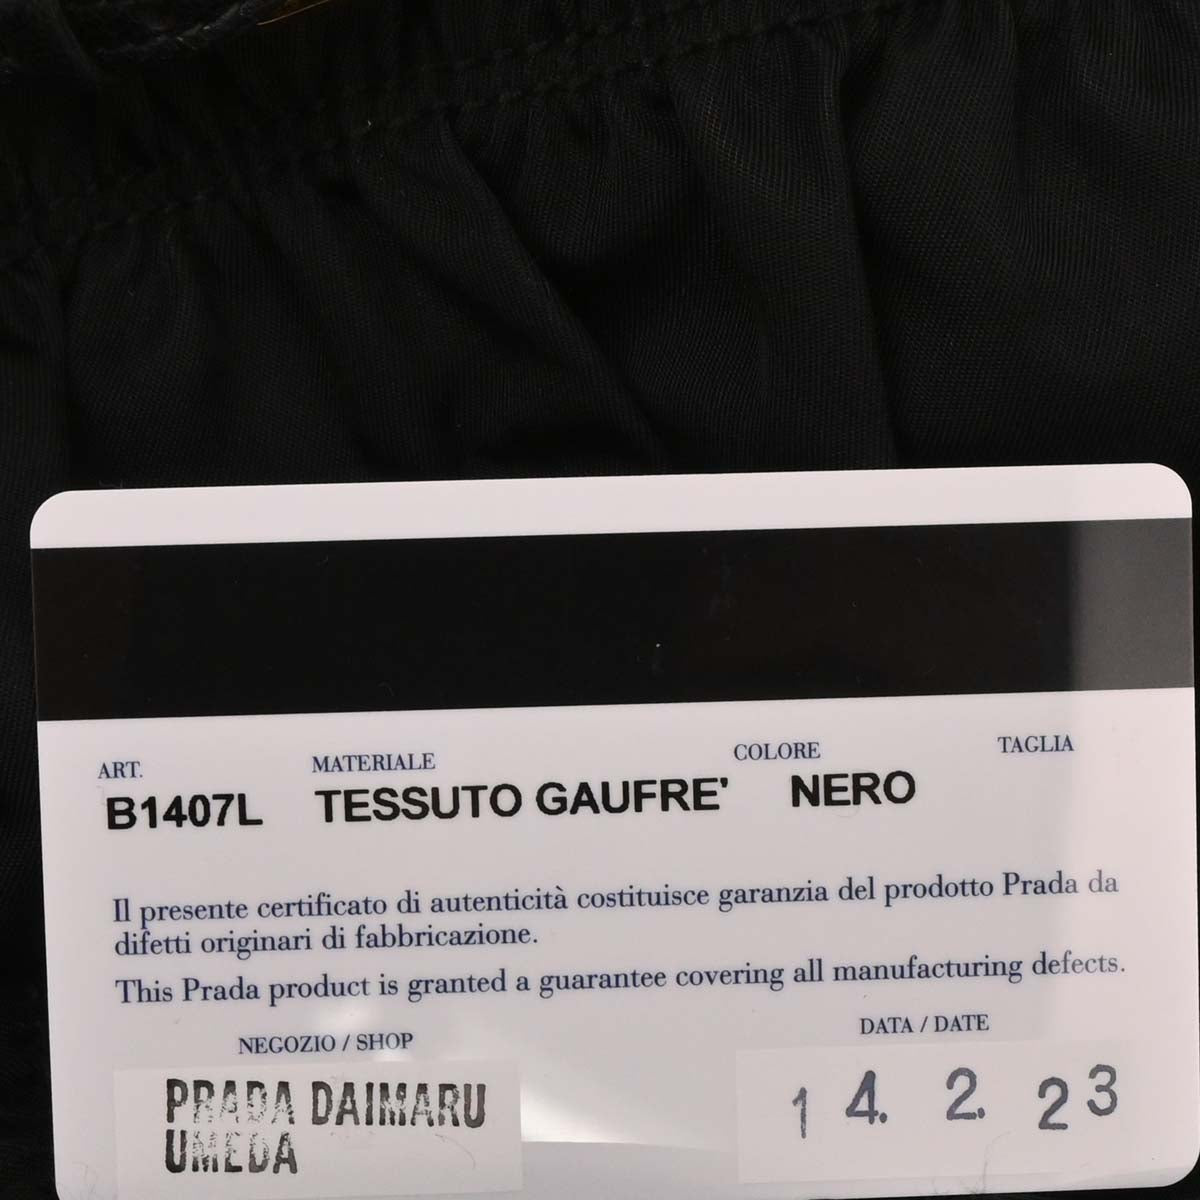 ART. MATERIALE COLORE TAGLIA
B1407L TESSUTO GAUFRE' NERO
Il presente certificato di autenticità costituisce garanzia del prodotto Prada da
difetti originari di fabbricazione.
This Prada product is granted a guarantee covering all manufacturing defects.
NEGOZIO / SHOP DATA / DATE
PRADA DAIMARU 14. 2. 23
UMEDA